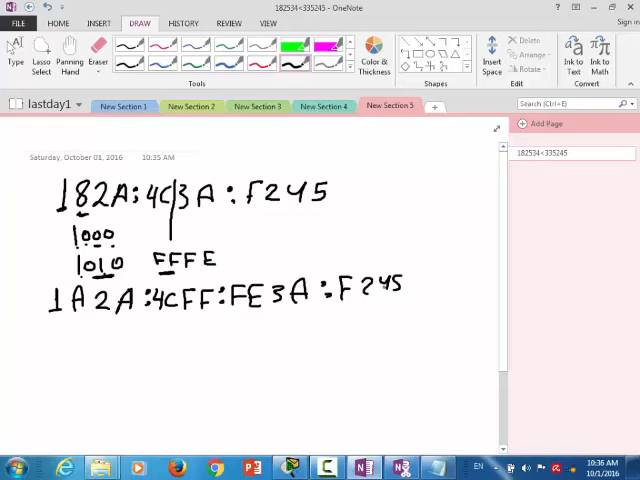 182534<335245 - OneNote
FILE HOME INSERT DRAW HISTORY REVIEW VIEW
Sign in
Type
Lasso Select
Panning Hand
Eraser
Color & Thickness
Insert Space
Delete
Arrange
Rotate
Ink to Text
Ink to Math
Tools Shapes Edit Convert
lastday1 New Section 1 New Section 2 New Section 3 New Section 4 New Section 5 +
Search (Ctrl+E)
Add Page
182534<335245
Saturday, October 01, 2016 10:35 AM
182A:4C3A:F245
1000
1010 FFFE
1A2A:4CFF:FE3A:F245
EN
10:36 AM
10/1/2016